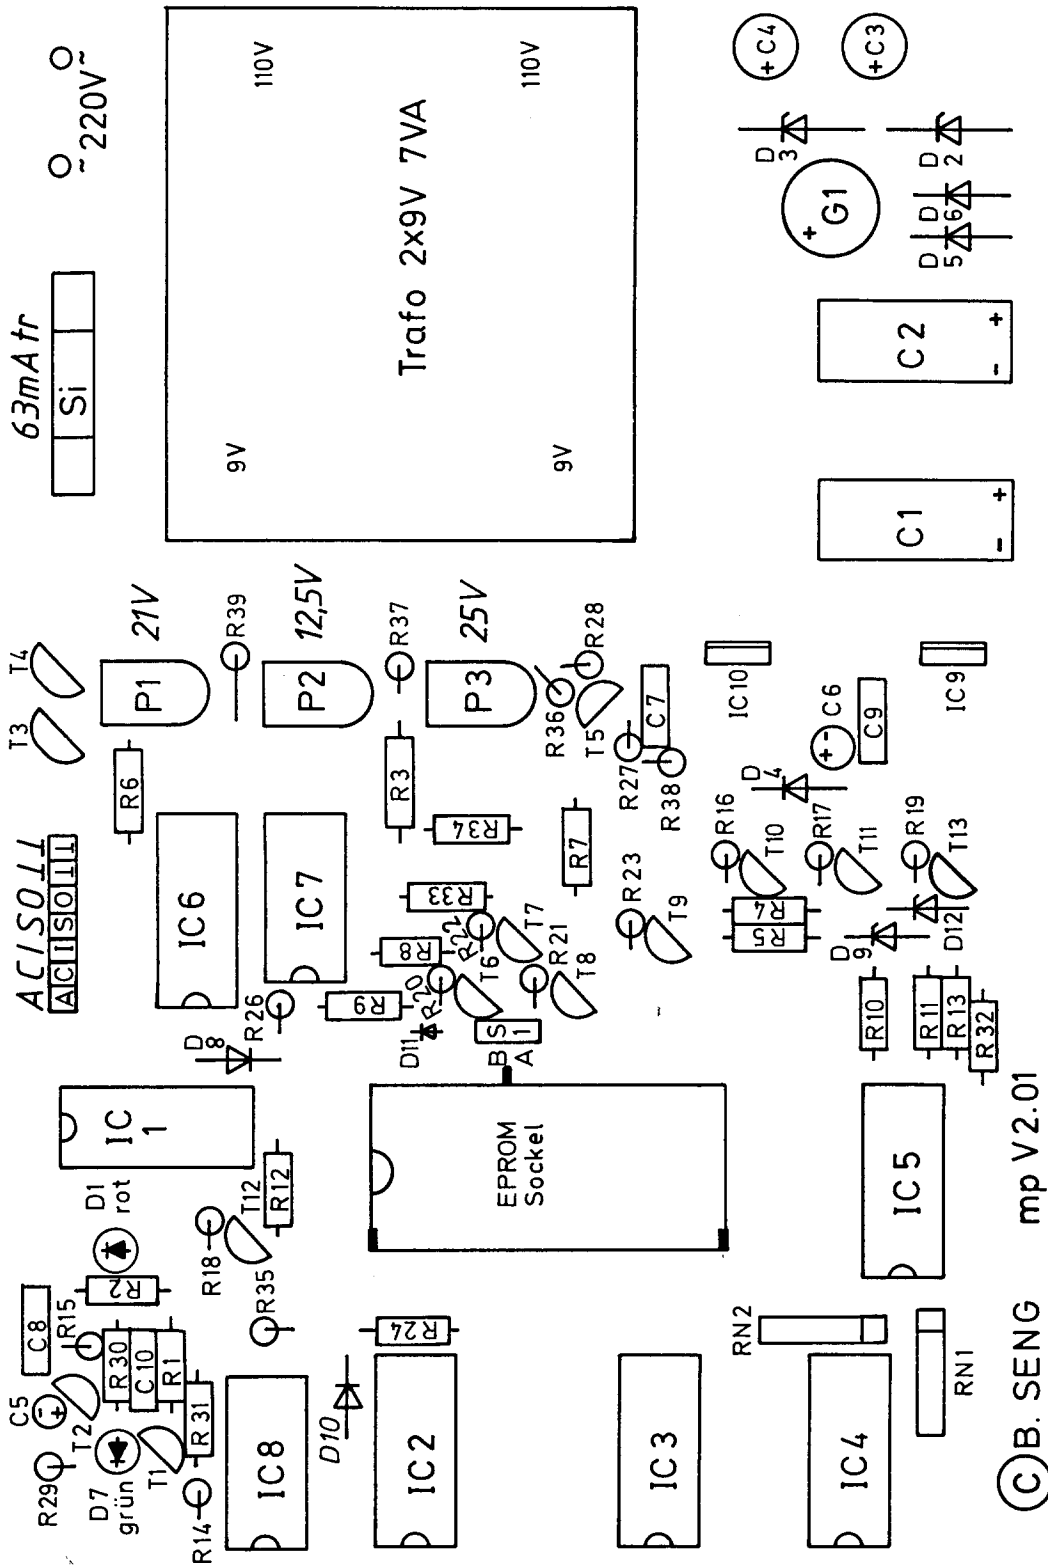 63mAtr
Si
~220V~
110V
110V
9V
9V
Trafo 2x9V 7VA
+C4
+C3
D3
D2
D6
D5
+
G1
C2
- +
C1
- +
T3
T4
P1
21V
R39
P2
12,5V
R37
P3
25V
R36
R28
T5
R27
C7
R38
IC10
IC9
C6
+-
C9
D4
R6
R3
R34
R7
ACISOTT
ACISOTT
IC6
IC7
R33
R8
R22
T7
R20
T6
R21
T8
R9
R26
D8
D11
S1
B
A
R23
T9
R16
T10
R17
T11
R19
T13
R4
R5
D9
D12
R10
R11
R13
R32
IC1
EPROM
Sockel
IC5
D1
rot
T12
R12
R18
R35
R2
R15
C8
R30
C10
R1
R31
C5
+-
T2
R29
D7
grün
T1
R14
IC8
D10
R24
IC2
IC3
IC4
RN2
RN1
© B. SENG mp V2.01